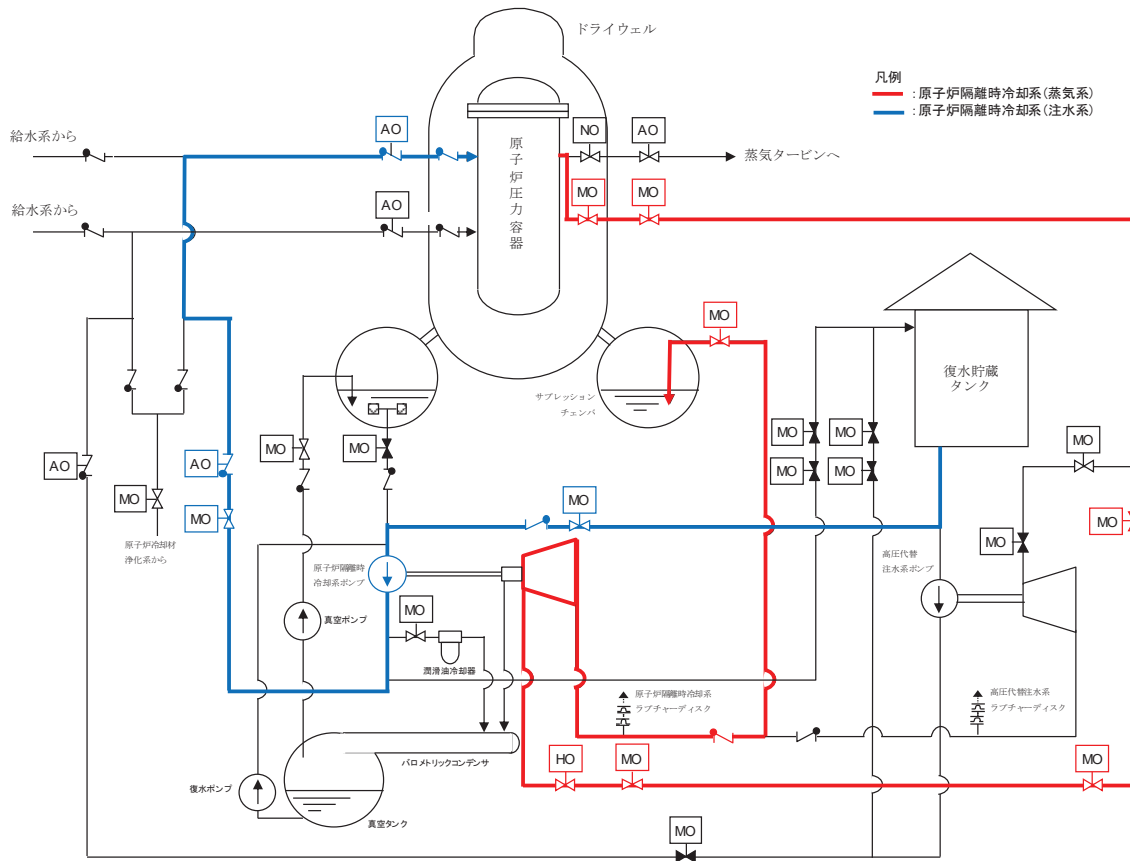 ドライウェル
凡例
:原子炉隔離時冷却系(蒸気系)
:原子炉隔離時冷却系(注水系)
給水系から
AO
原子炉圧力容器
NO
AO
蒸気タービンへ
MO
MO
給水系から
AO
MO
復水貯蔵
タンク
サプレッション
チェンバ
MO
MO
MO
MO
MO
MO
MO
AO
AO
MO
MO
MO
MO
MO
MO
原子炉冷却材
浄化系から
原子炉隔離時
冷却系ポンプ
高圧代替
注水系ポンプ
MO
真空ポンプ
潤滑油冷却器
原子炉隔離時冷却系
ラプチャーディスク
高圧代替注水系
ラプチャーディスク
バロメトリックコンデンサ
HO
MO
MO
復水ポンプ
真空タンク
MO